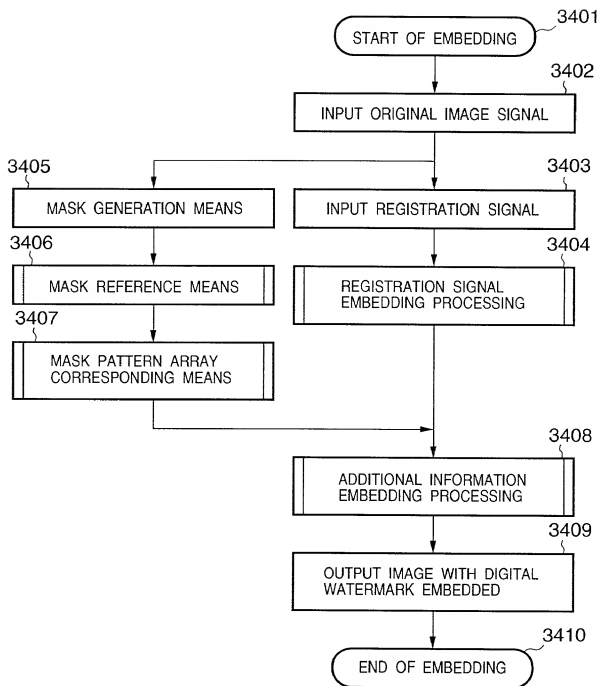 3401
START OF EMBEDDING
3402
INPUT ORIGINAL IMAGE SIGNAL
3405
MASK GENERATION MEANS
3403
INPUT REGISTRATION SIGNAL
3406
MASK REFERENCE MEANS
3404
REGISTRATION SIGNAL
EMBEDDING PROCESSING
3407
MASK PATTERN ARRAY
CORRESPONDING MEANS
3408
ADDITIONAL INFORMATION
EMBEDDING PROCESSING
3409
OUTPUT IMAGE WITH DIGITAL
WATERMARK EMBEDDED
3410
END OF EMBEDDING